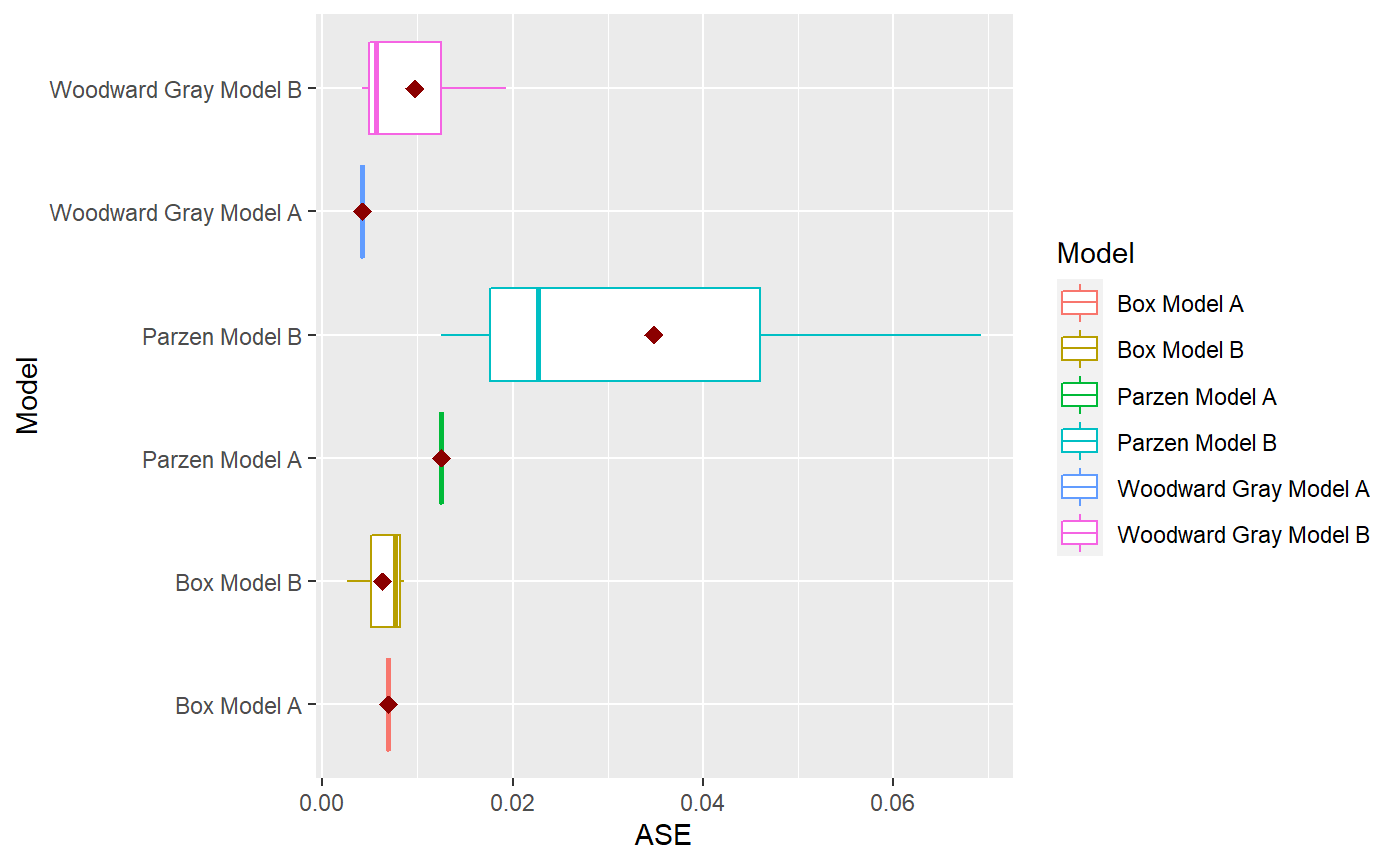 Woodward Gray Model B
Woodward Gray Model A
Parzen Model B
Parzen Model A
Box Model B
Box Model A
Model
0.00
0.02
0.04
0.06
ASE
Model
Box Model A
Box Model B
Parzen Model A
Parzen Model B
Woodward Gray Model A
Woodward Gray Model B